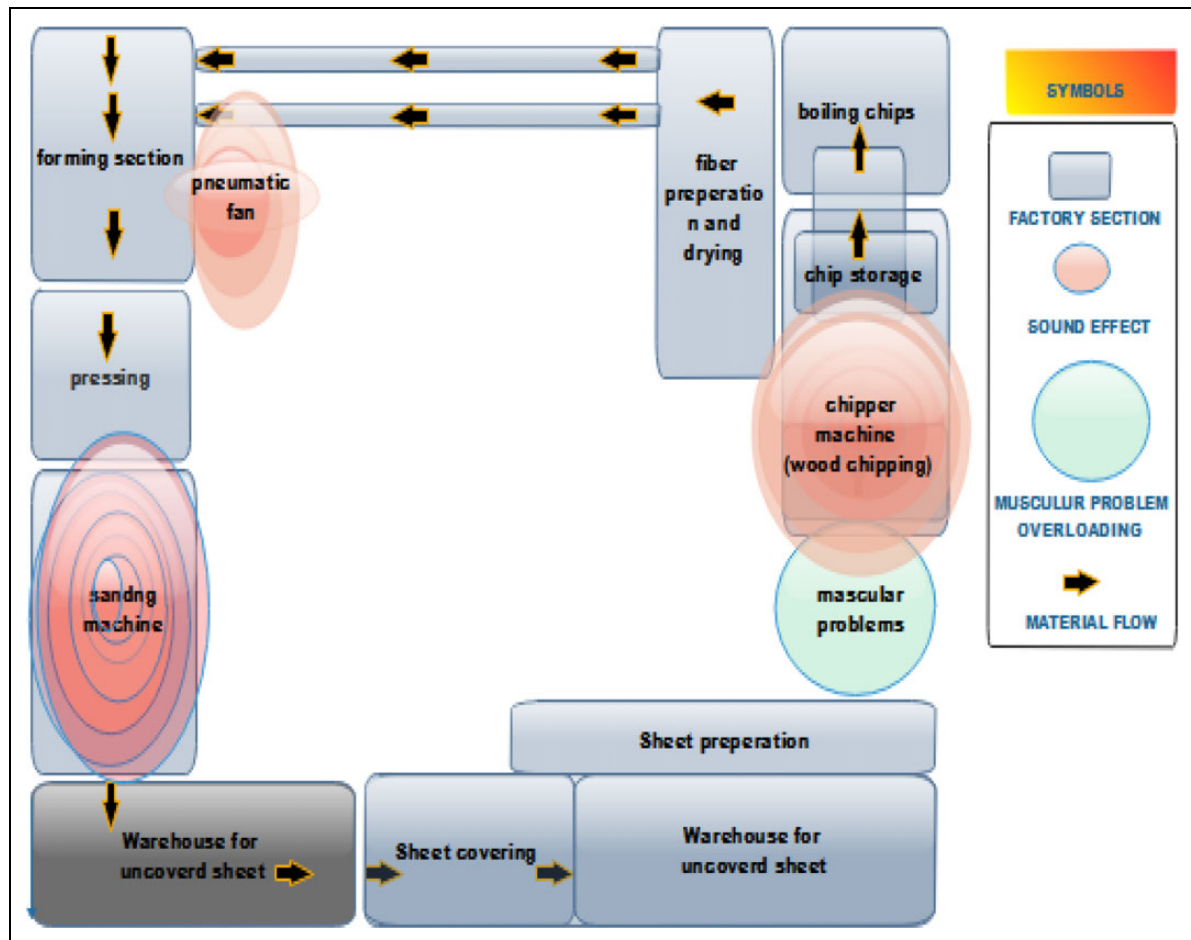 forming section
pneumatic
fan
fiber
preperatio
n and
drying
boiling chips
chip storage
chipper
machine
(wood chipping)
pressing
sandng
machine
mascular
problems
Sheet preperation
Warehouse for
uncoverd sheet
Sheet covering
Warehouse for
uncoverd sheet
SYMBOLS
FACTORY SECTION
SOUND EFFECT
MUSCULUR PROBLEM
OVERLOADING
MATERIAL FLOW